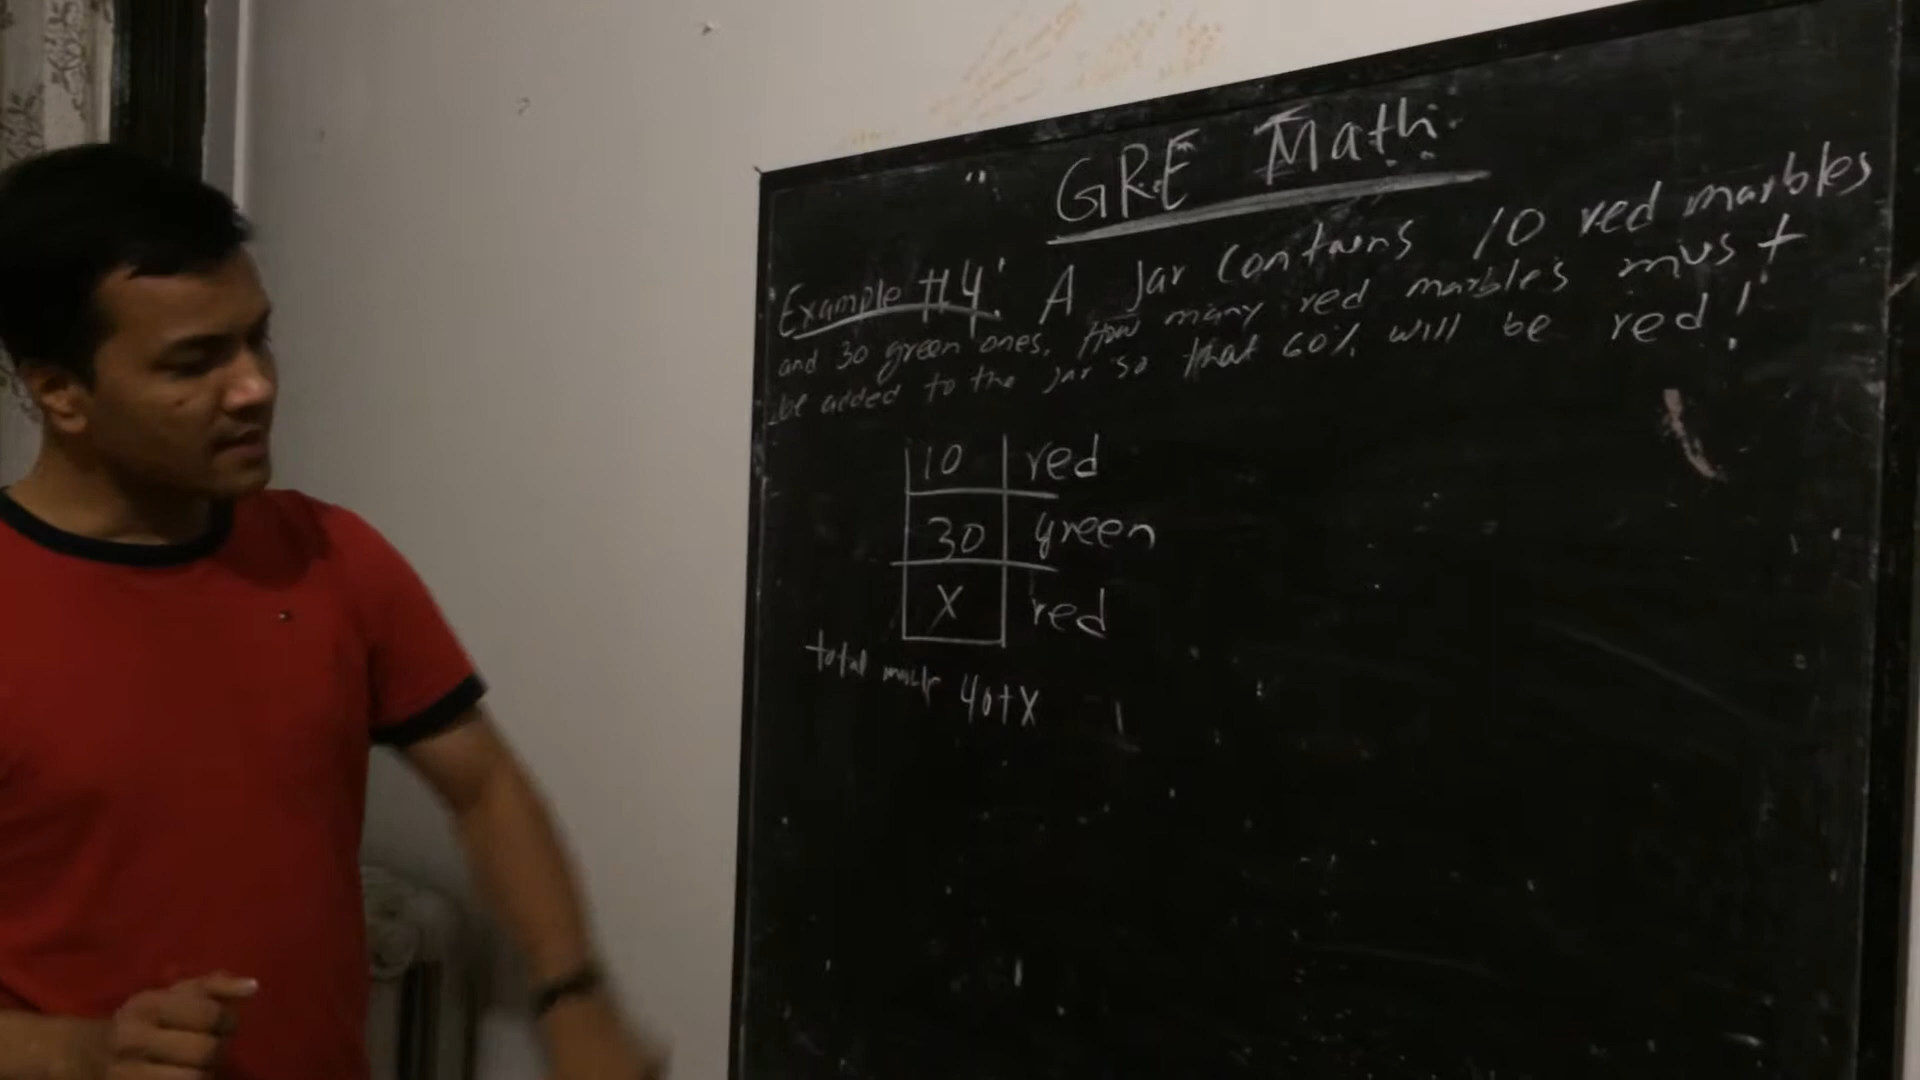 GRE Math
Example #4: A Jar contains 10 red marbles
and 30 green ones. How many red marbles must
be added to the jar so that 60% will be red!
10 red
30 green
X red
total 40+X